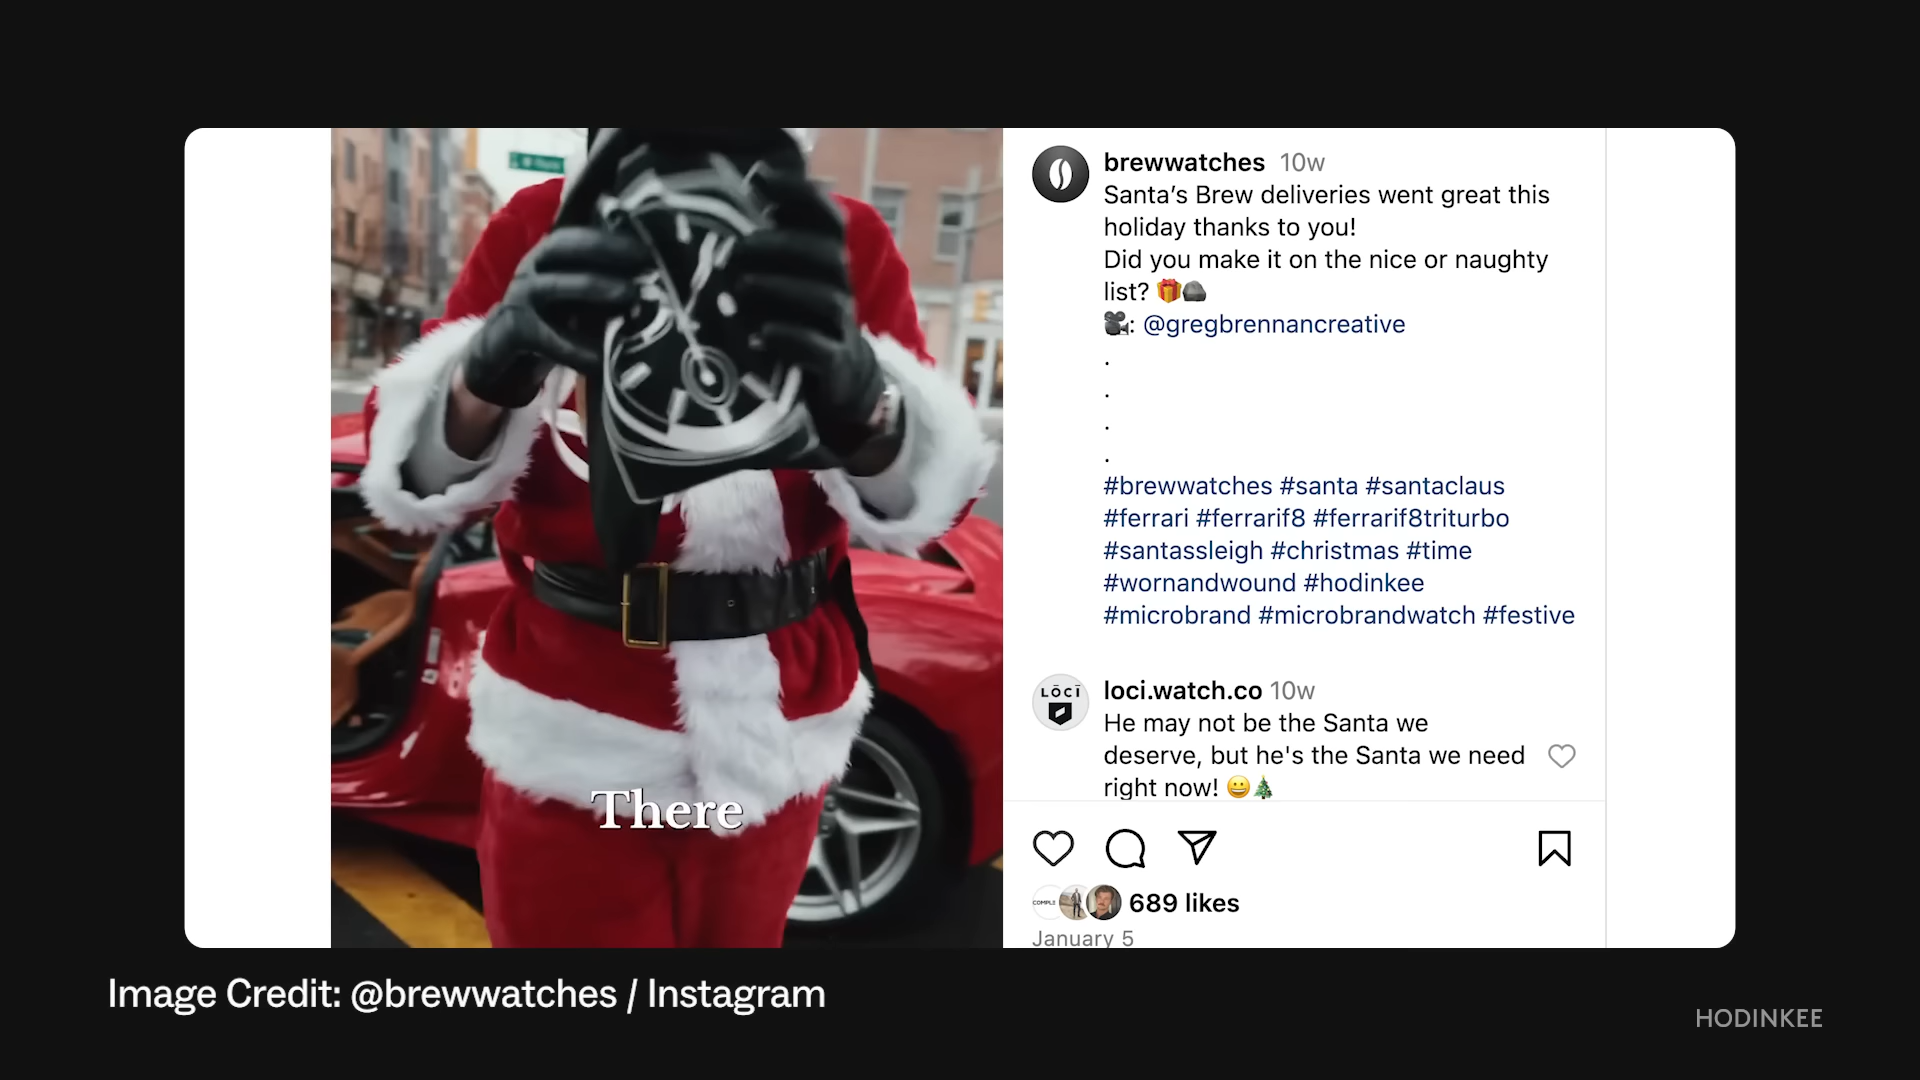 brewwatches 10w
Santa’s Brew deliveries went great this
holiday thanks to you!
Did you make it on the nice or naughty
list? 🎁🪨
🎥: @gregbrennancreative
.
.
.
.
#brewwatches #santa #santaclaus
#ferrari #ferrarif8 #ferrarif8triturbo
#santassleigh #christmas #time
#wornandwound #hodinkee
#microbrand #microbrandwatch #festive
LŌCĪ
loci.watch.co 10w
He may not be the Santa we
deserve, but he's the Santa we need
right now! 😀🎄
There
COMPLE
689 likes
January 5
Image Credit: @brewwatches / Instagram
HODINKEE